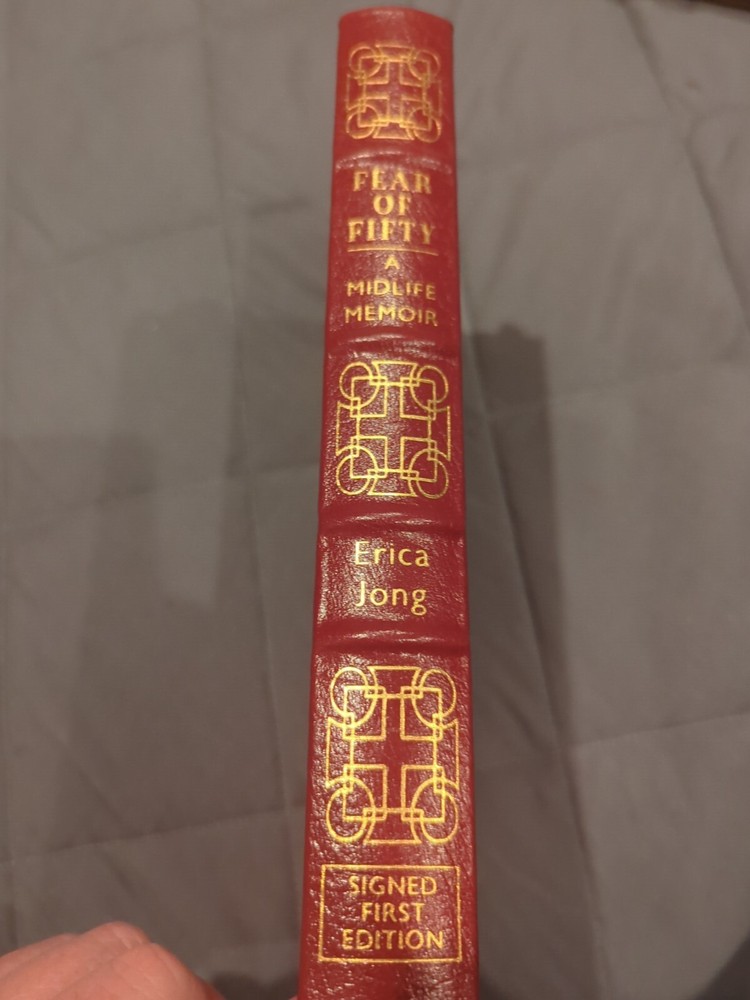 FEAR
OF
FIFTY
A
MIDLIFE
MEMOIR
Erica
Jong
SIGNED
FIRST
EDITION